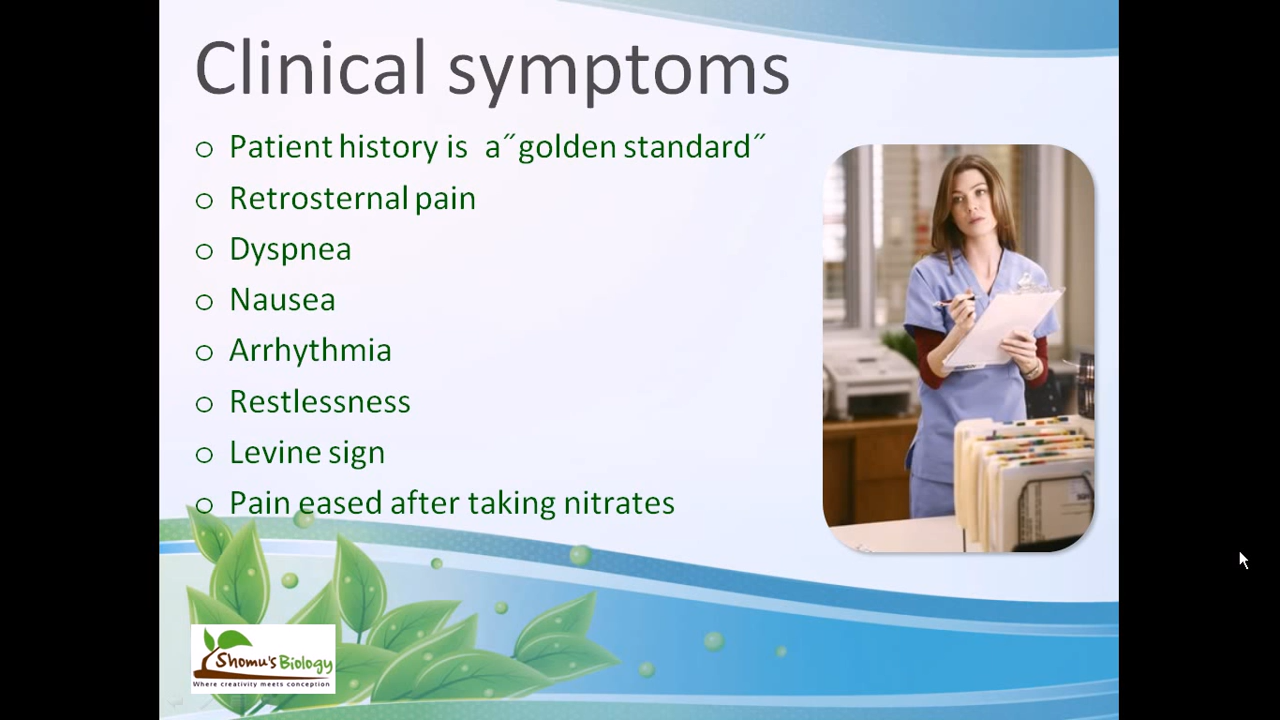 Clinical symptoms
o Patient history is a˝golden standard˝
o Retrosternal pain
o Dyspnea
o Nausea
o Arrhythmia
o Restlessness
o Levine sign
o Pain eased after taking nitrates
Shomu's Biology
Where creativity meets conception